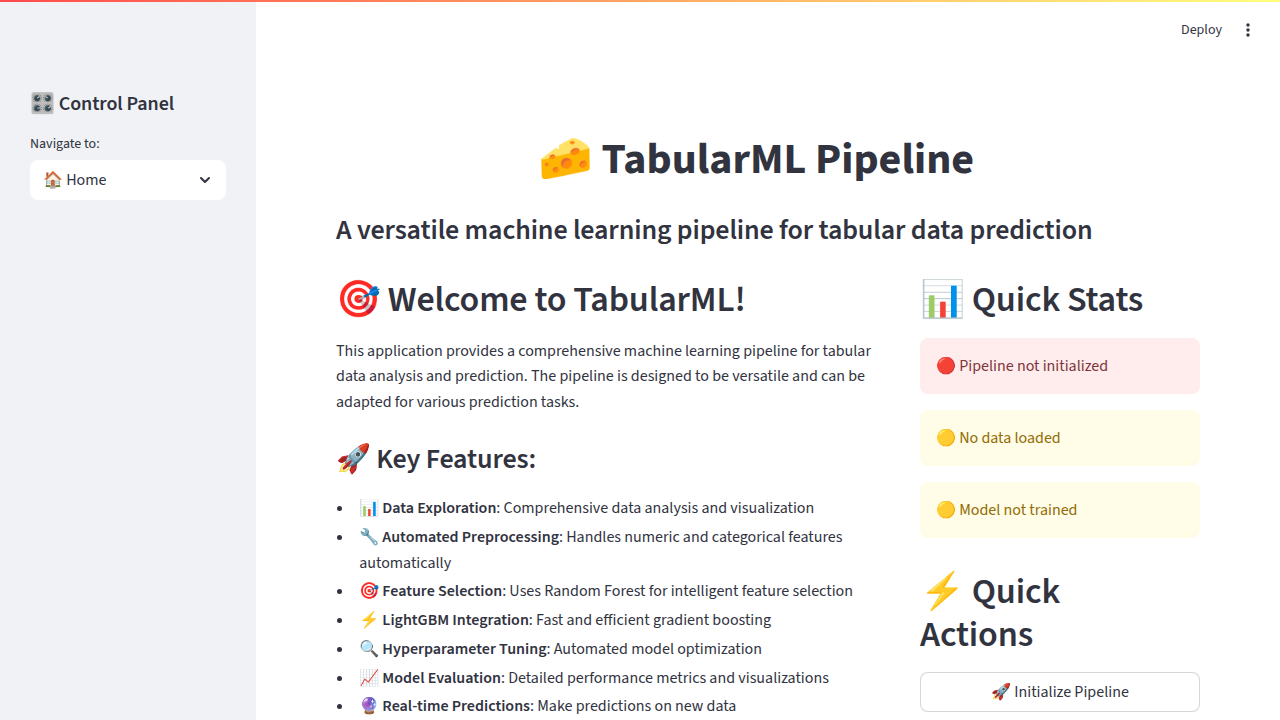 Deploy
🎛️ Control Panel
Navigate to:
🏠 Home
🧀 TabularML Pipeline
A versatile machine learning pipeline for tabular data prediction
🎯 Welcome to TabularML!
This application provides a comprehensive machine learning pipeline for tabular
data analysis and prediction. The pipeline is designed to be versatile and can be
adapted for various prediction tasks.
🚀 Key Features:
• 📊 Data Exploration: Comprehensive data analysis and visualization
• 🔧 Automated Preprocessing: Handles numeric and categorical features
automatically
• 🎯 Feature Selection: Uses Random Forest for intelligent feature selection
• ⚡ LightGBM Integration: Fast and efficient gradient boosting
• 🔍 Hyperparameter Tuning: Automated model optimization
• 📈 Model Evaluation: Detailed performance metrics and visualizations
• 🔮 Real-time Predictions: Make predictions on new data
📊 Quick Stats
🔴 Pipeline not initialized
🟡 No data loaded
🟡 Model not trained
⚡ Quick
Actions
🚀 Initialize Pipeline